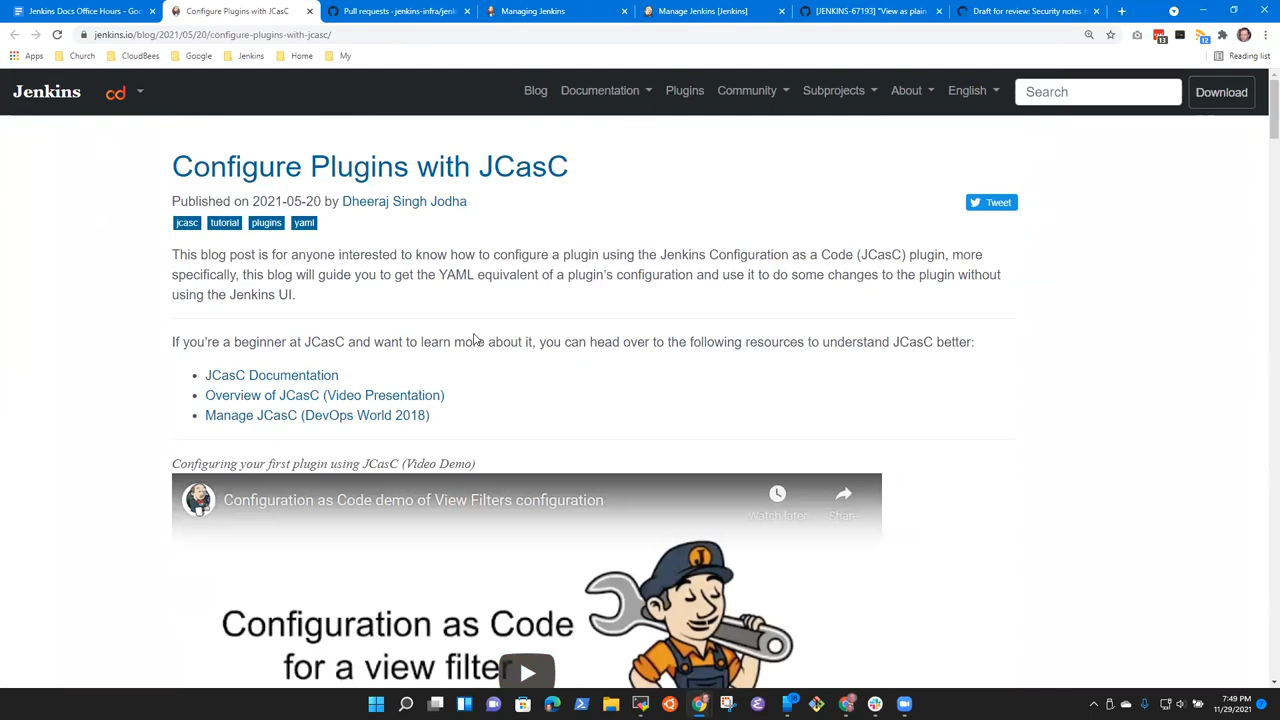 Jenkins Docs Office Hours - Goo
Configure Plugins with JCasC
Pull requests · jenkins-infra/jenk
Managing Jenkins
Manage Jenkins [Jenkins]
[JENKINS-67193] "View as plain
Draft for review: Security notes f
jenkins.io/blog/2021/05/20/configure-plugins-with-jcasc/
13
12
Apps
Church
CloudBees
Google
Jenkins
Home
My
Reading list
Jenkins
cd
Blog
Documentation
Plugins
Community
Subprojects
About
English
Search
Download
Configure Plugins with JCasC
Published on 2021-05-20 by Dheeraj Singh Jodha
Tweet
jcasc tutorial plugins yaml
This blog post is for anyone interested to know how to configure a plugin using the Jenkins Configuration as a Code (JCasC) plugin, more
specifically, this blog will guide you to get the YAML equivalent of a plugin's configuration and use it to do some changes to the plugin without
using the Jenkins UI.
If you're a beginner at JCasC and want to learn more about it, you can head over to the following resources to understand JCasC better:
JCasC Documentation
Overview of JCasC (Video Presentation)
Manage JCasC (DevOps World 2018)
Configuring your first plugin using JCasC (Video Demo)
Configuration as Code demo of View Filters configuration
Watch later
Share
J
Configuration as Code
for a view filter
7:49 PM
11/29/2021